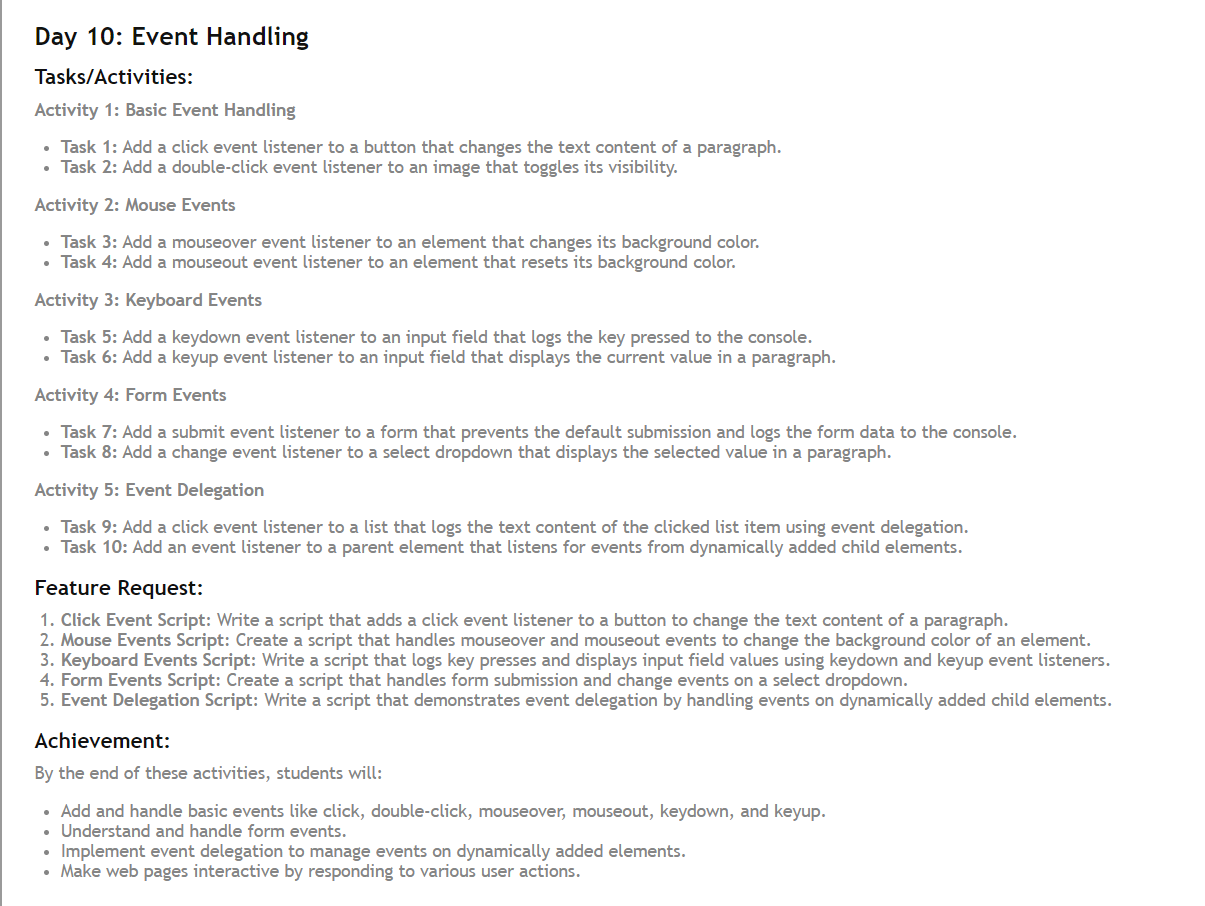 Day 10: Event Handling
Tasks/Activities:
Activity 1: Basic Event Handling
• Task 1: Add a click event listener to a button that changes the text content of a paragraph.
• Task 2: Add a double-click event listener to an image that toggles its visibility.
Activity 2: Mouse Events
• Task 3: Add a mouseover event listener to an element that changes its background color.
• Task 4: Add a mouseout event listener to an element that resets its background color.
Activity 3: Keyboard Events
• Task 5: Add a keydown event listener to an input field that logs the key pressed to the console.
• Task 6: Add a keyup event listener to an input field that displays the current value in a paragraph.
Activity 4: Form Events
• Task 7: Add a submit event listener to a form that prevents the default submission and logs the form data to the console.
• Task 8: Add a change event listener to a select dropdown that displays the selected value in a paragraph.
Activity 5: Event Delegation
• Task 9: Add a click event listener to a list that logs the text content of the clicked list item using event delegation.
• Task 10: Add an event listener to a parent element that listens for events from dynamically added child elements.
Feature Request:
1. Click Event Script: Write a script that adds a click event listener to a button to change the text content of a paragraph.
2. Mouse Events Script: Create a script that handles mouseover and mouseout events to change the background color of an element.
3. Keyboard Events Script: Write a script that logs key presses and displays input field values using keydown and keyup event listeners.
4. Form Events Script: Create a script that handles form submission and change events on a select dropdown.
5. Event Delegation Script: Write a script that demonstrates event delegation by handling events on dynamically added child elements.
Achievement:
By the end of these activities, students will:
• Add and handle basic events like click, double-click, mouseover, mouseout, keydown, and keyup.
• Understand and handle form events.
• Implement event delegation to manage events on dynamically added elements.
• Make web pages interactive by responding to various user actions.